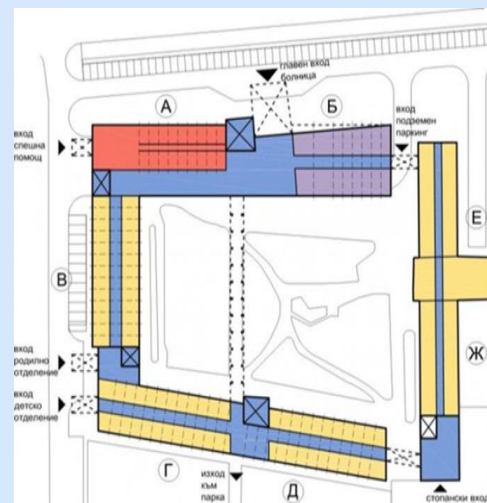 главен вход
болница
А
Б
вход
подземен
паркинг
вход
спешна
помощ
Е
В
Ж
вход
родилно
отделение
вход
детско
отделение
Г
изход
към
парка
Д
стопански вход